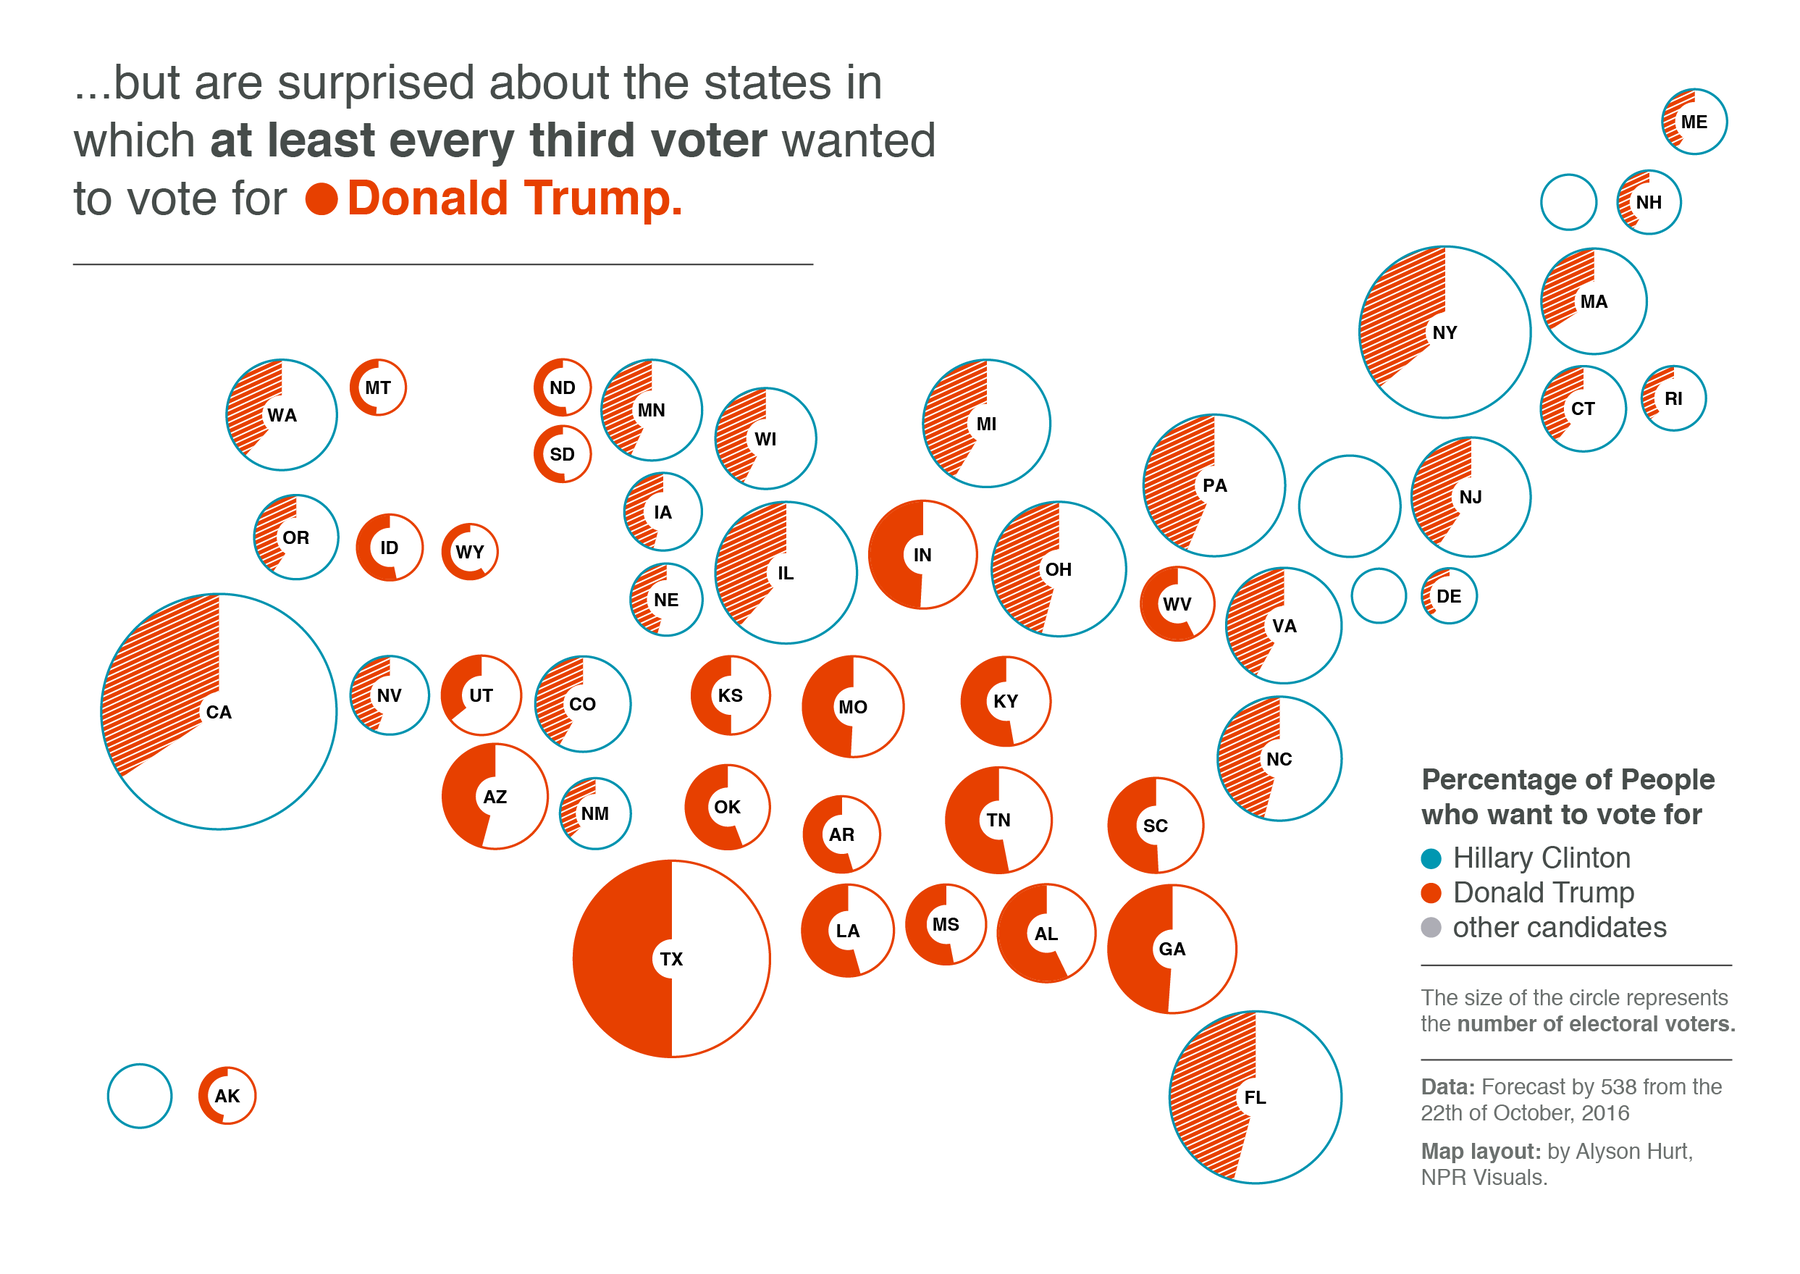 ...but are surprised about the states in
which at least every third voter wanted
to vote for Donald Trump.
ME
NH
NY
MA
WA
MT
ND
MN
WI
MI
CT
RI
SD
PA
NJ
OR
ID
WY
IA
IL
IN
OH
NE
WV
VA
DE
CA
NV
UT
CO
KS
MO
KY
NC
AZ
NM
OK
AR
TN
SC
TX
LA
MS
AL
GA
AK
FL
Percentage of People
who want to vote for
Hillary Clinton
Donald Trump
other candidates
The size of the circle represents
the number of electoral voters.
Data: Forecast by 538 from the
22th of October, 2016
Map layout: by Alyson Hurt,
NPR Visuals.